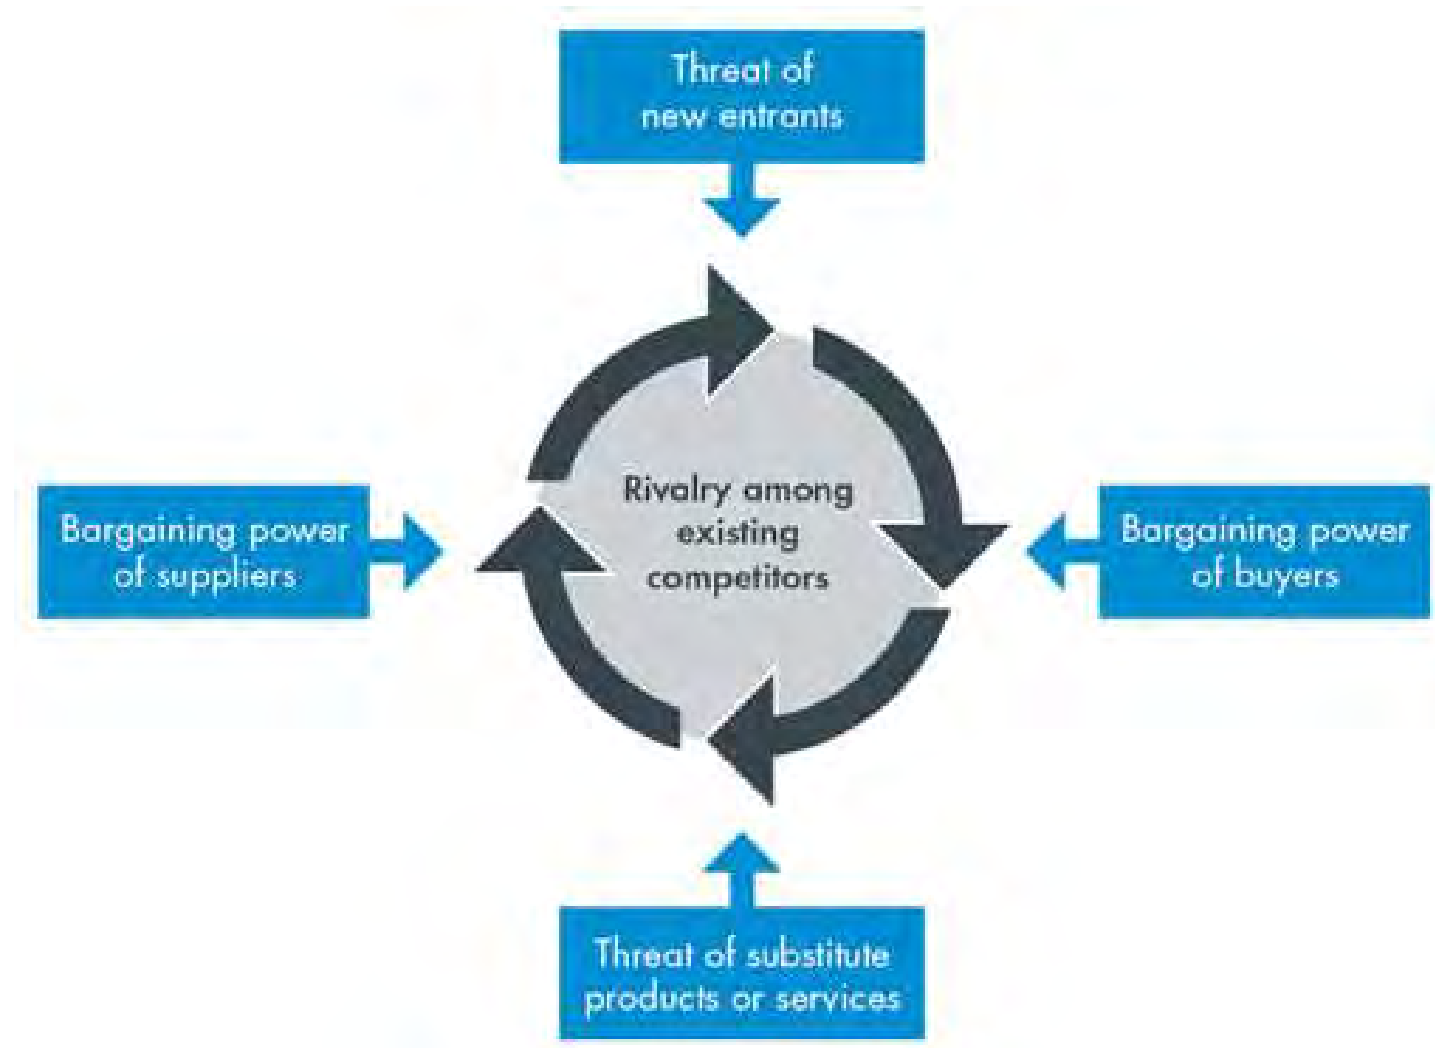 Threat of
new entrants
Rivalry among
existing
competitors
Bargaining power
of suppliers
Bargaining power
of buyers
Threat of substitute
products or services